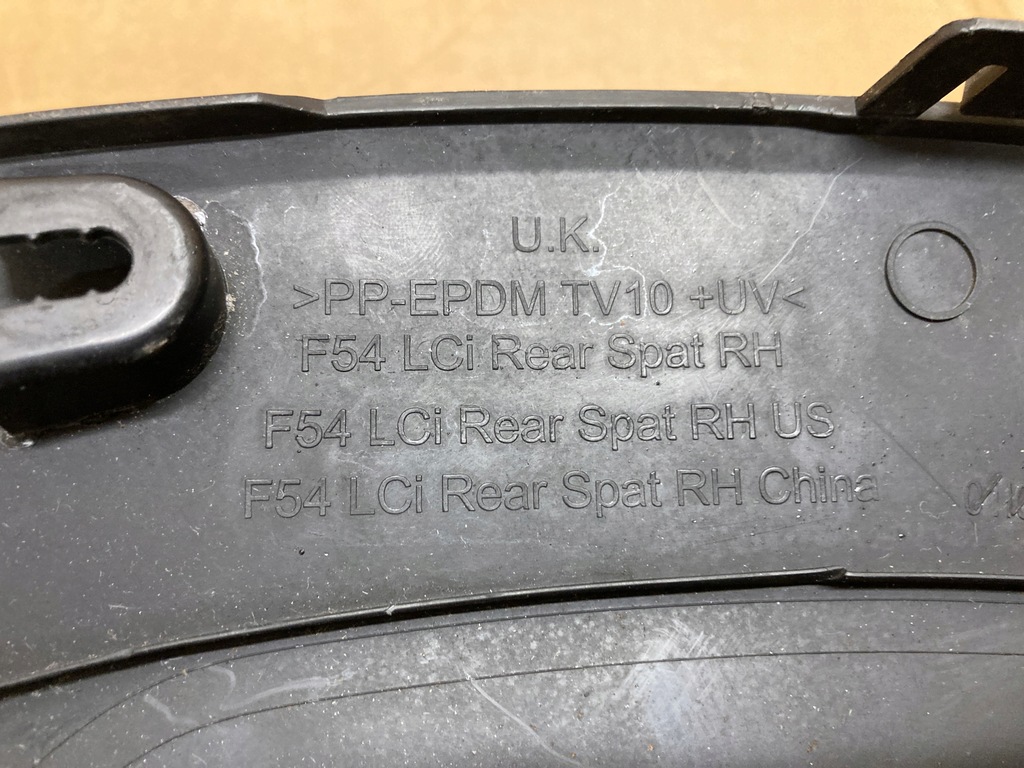 U.K.
>PP-EPDM TV10 +UV<
F54 LCi Rear Spat RH
F54 LCi Rear Spat RH US
F54 LCi Rear Spat RH China